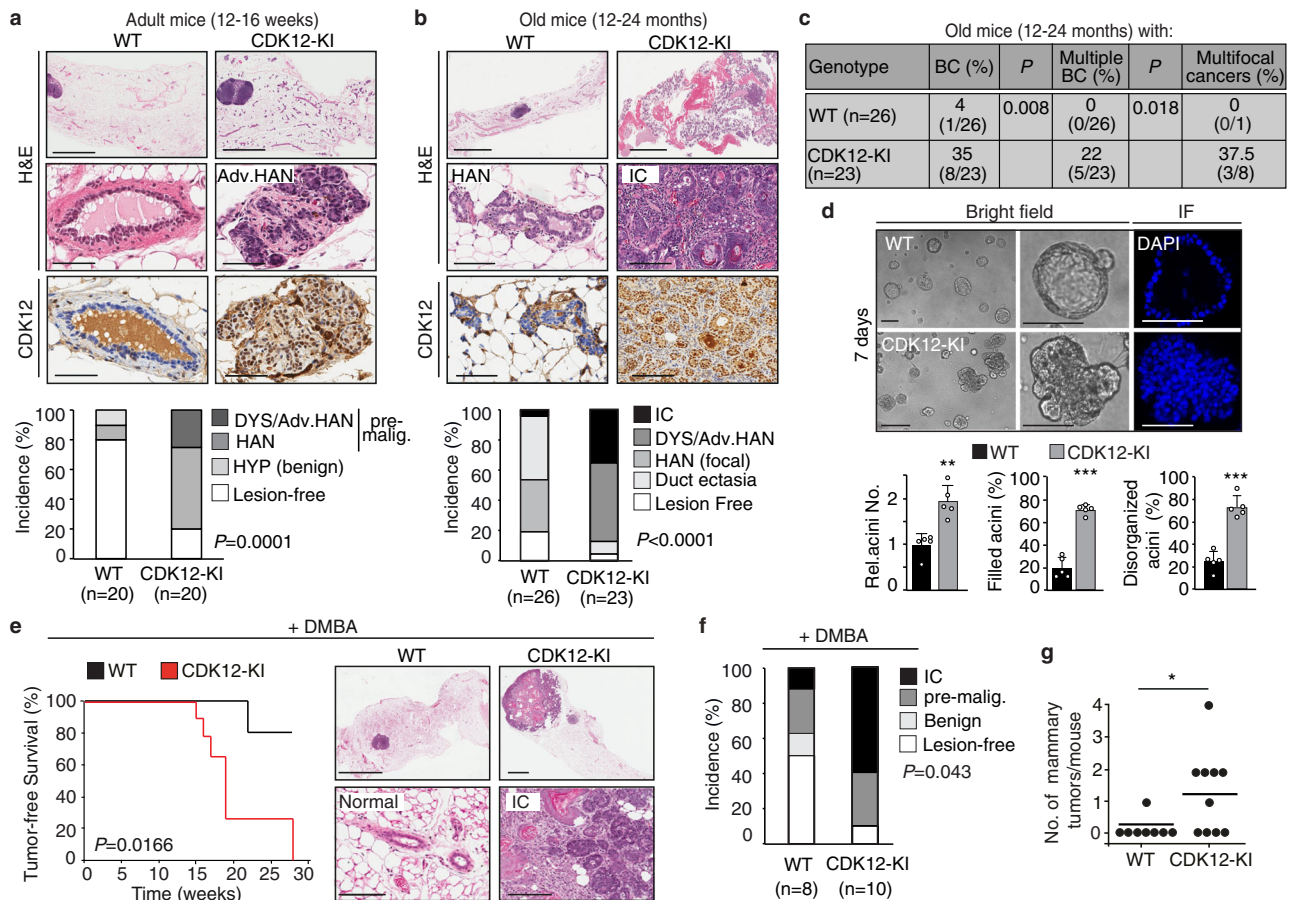 a
Adult mice (12-16 weeks)
WT
CDK12-KI
H&E
Adv.HAN
CDK12
Incidence (%)
100
80
60
40
20
0
DYS/Adv.HAN
HAN
pre-
malig.
HYP (benign)
Lesion-free
P=0.0001
WT
(n=20)
CDK12-KI
(n=20)
b
Old mice (12-24 months)
WT
CDK12-KI
H&E
HAN
IC
CDK12
Incidence (%)
100
80
60
40
20
0
IC
DYS/Adv.HAN
HAN (focal)
Duct ectasia
Lesion Free
P<0.0001
WT
(n=26)
CDK12-KI
(n=23)
c
Old mice (12-24 months) with:
Genotype BC (%) P Multiple BC (%) P Multifocal cancers (%)
WT (n=26) 4 (1/26) 0.008 0 (0/26) 0.018 0 (0/1)
CDK12-KI (n=23) 35 (8/23) 22 (5/23) 37.5 (3/8)
d
Bright field
IF
WT
DAPI
7 days
CDK12-KI
WT
CDK12-KI
Rel.acini No.
2
1
0
**
Filled acini (%)
100
80
60
40
20
0
***
Disorganized
acini (%)
100
80
60
40
20
0
***
e
+ DMBA
WT
CDK12-KI
Tumor-free Survival (%)
100
80
60
40
20
0
P=0.0166
0 5 10 15 20 25 30
Time (weeks)
WT
CDK12-KI
Normal
IC
f
+ DMBA
Incidence (%)
100
80
60
40
20
0
IC
pre-malig.
Benign
Lesion-free
P=0.043
WT
(n=8)
CDK12-KI
(n=10)
g
*
No. of mammary
tumors/mouse
4
3
2
1
0
WT
CDK12-KI